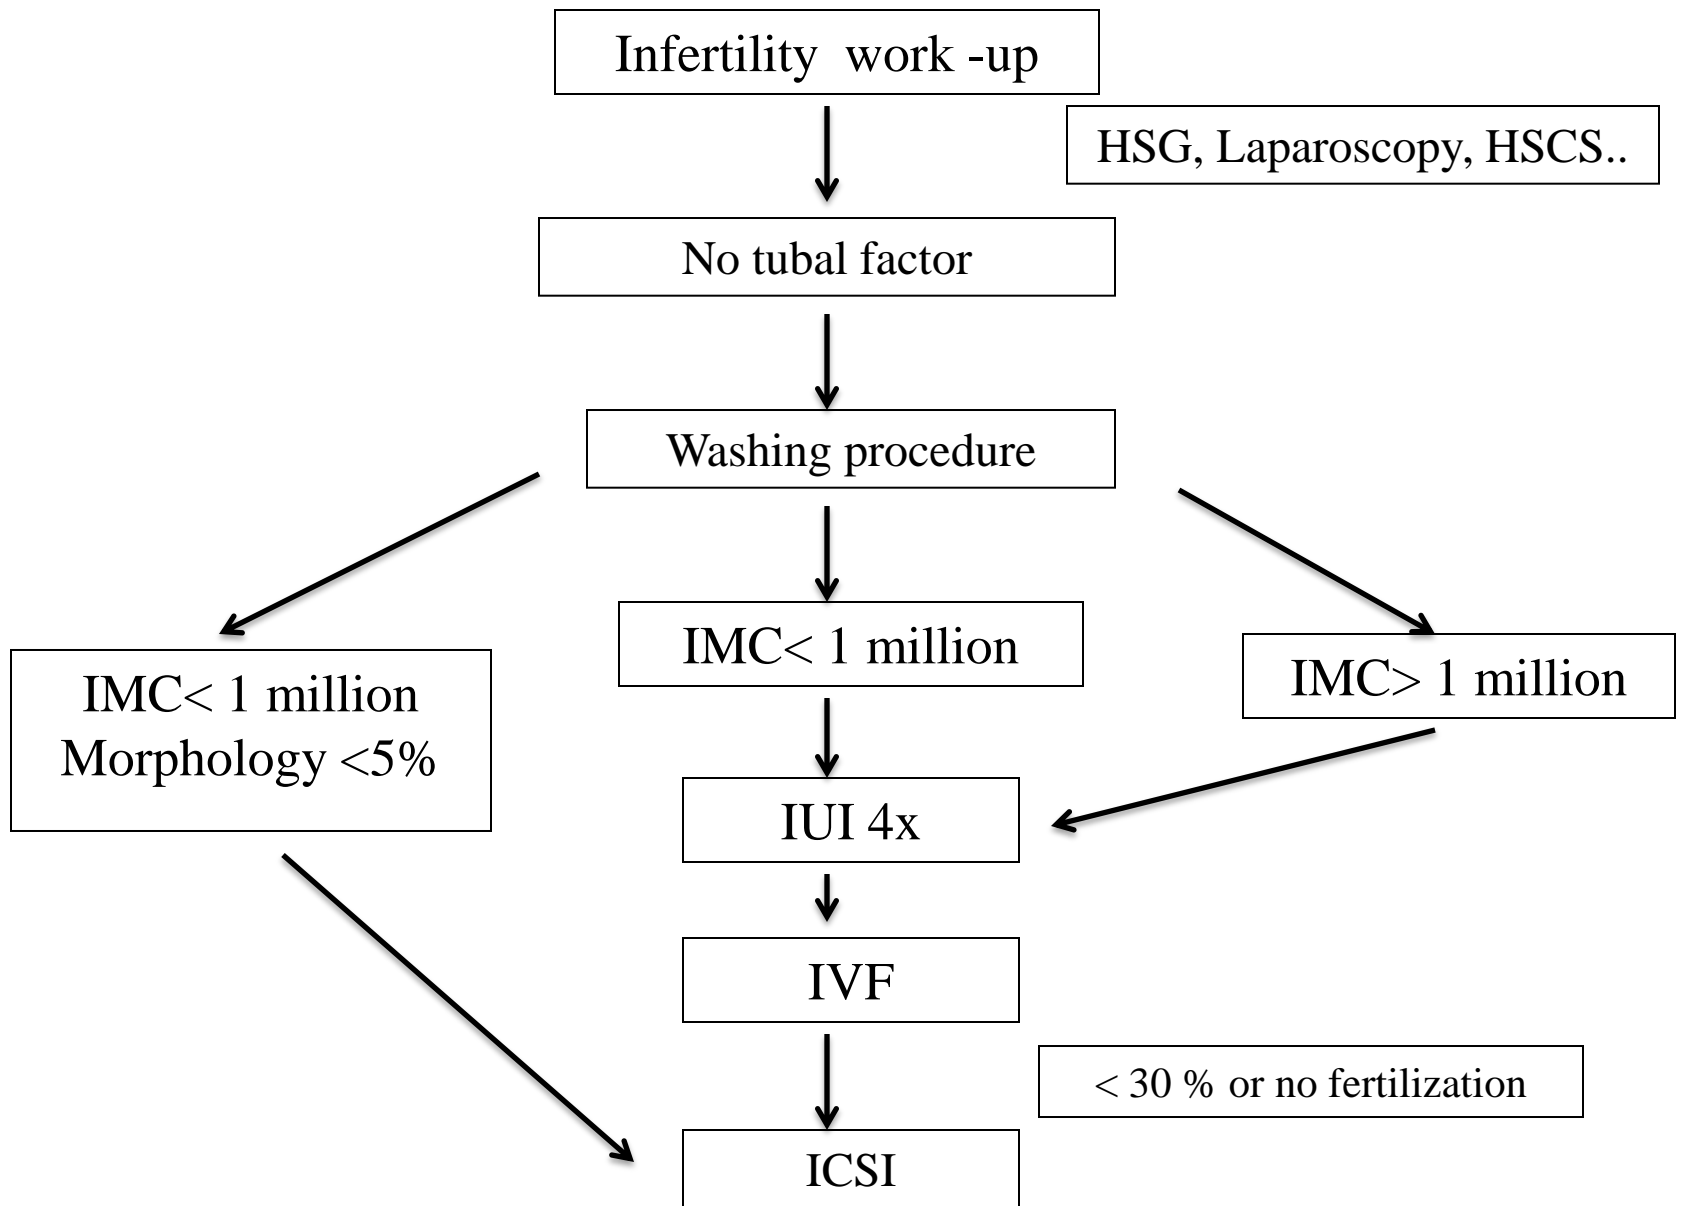 Infertility work -up
HSG, Laparoscopy, HSCS..
No tubal factor
Washing procedure
IMC< 1 million
Morphology <5%
IMC< 1 million
IMC> 1 million
IUI 4x
IVF
< 30 % or no fertilization
ICSI